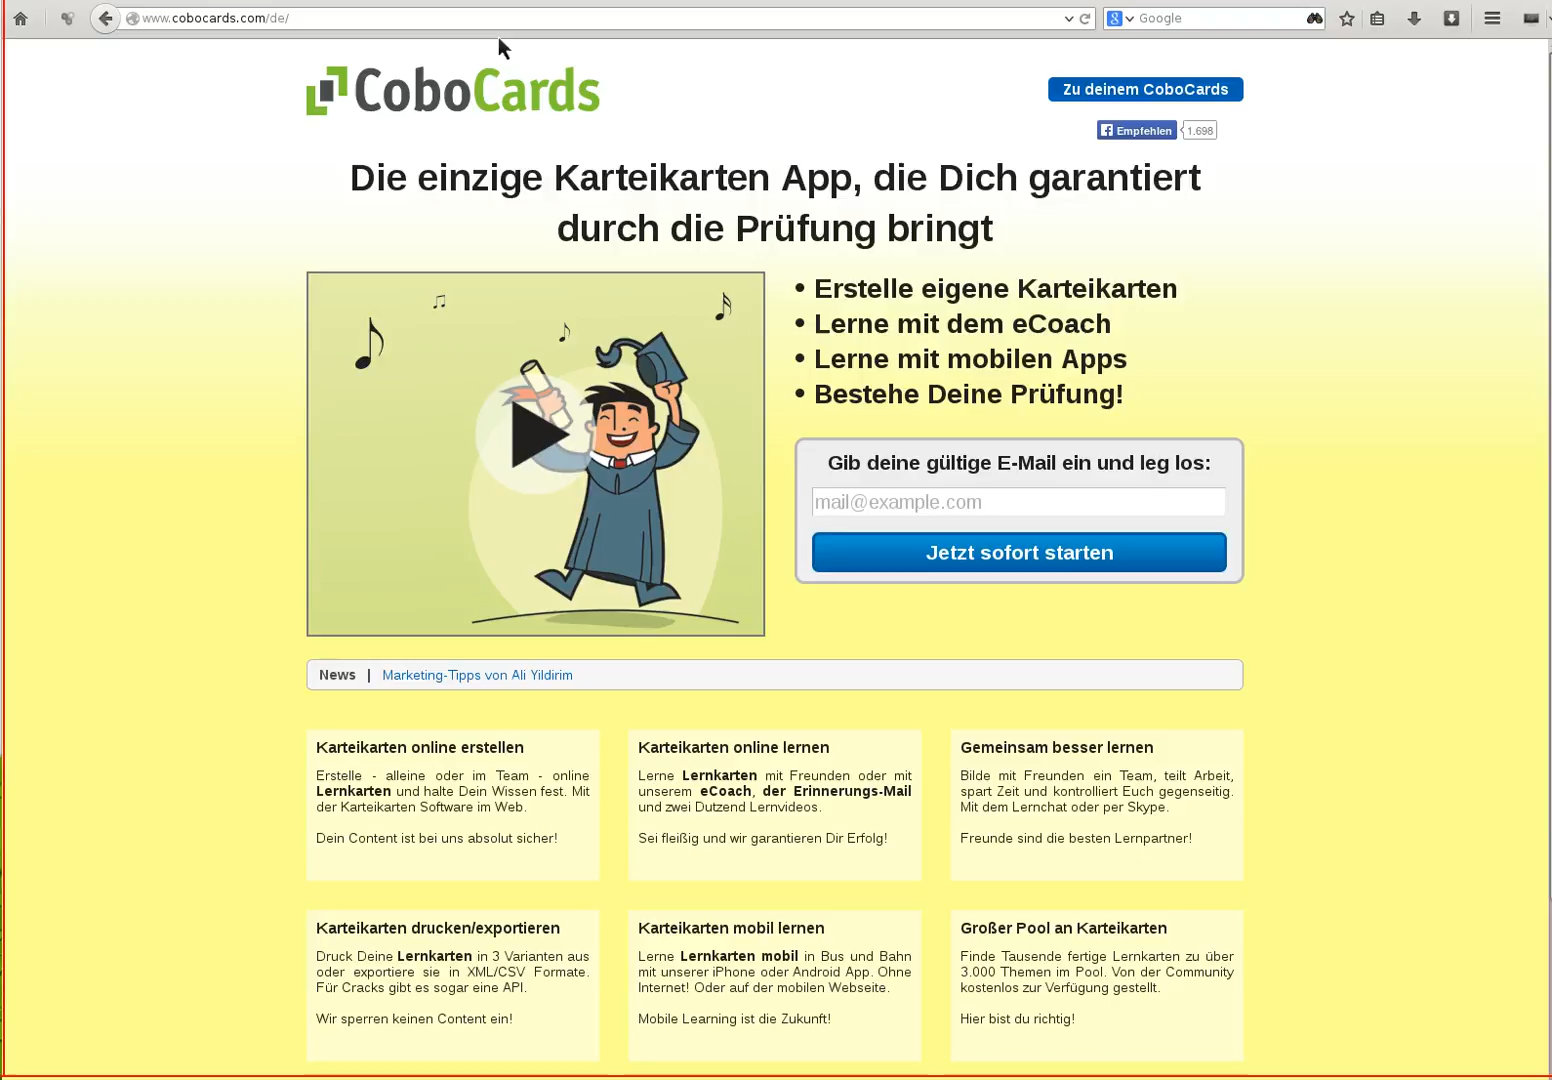 www.cobocards.com/de/
Google
CoboCards
Zu deinem CoboCards
Empfehlen
1.698
Die einzige Karteikarten App, die Dich garantiert
durch die Prüfung bringt
• Erstelle eigene Karteikarten
• Lerne mit dem eCoach
• Lerne mit mobilen Apps
• Bestehe Deine Prüfung!
Gib deine gültige E-Mail ein und leg los:
mail@example.com
Jetzt sofort starten
News | Marketing-Tipps von Ali Yildirim
Karteikarten online erstellen
Erstelle - alleine oder im Team - online
Lernkarten und halte Dein Wissen fest. Mit
der Karteikarten Software im Web.
Dein Content ist bei uns absolut sicher!
Karteikarten online lernen
Lerne Lernkarten mit Freunden oder mit
unserem eCoach, der Erinnerungs-Mail
und zwei Dutzend Lernvideos.
Sei fleißig und wir garantieren Dir Erfolg!
Gemeinsam besser lernen
Bilde mit Freunden ein Team, teilt Arbeit,
spart Zeit und kontrolliert Euch gegenseitig.
Mit dem Lernchat oder per Skype.
Freunde sind die besten Lernpartner!
Karteikarten drucken/exportieren
Druck Deine Lernkarten in 3 Varianten aus
oder exportiere sie in XML/CSV Formate.
Für Cracks gibt es sogar eine API.
Wir sperren keinen Content ein!
Karteikarten mobil lernen
Lerne Lernkarten mobil in Bus und Bahn
mit unserer iPhone oder Android App. Ohne
Internet! Oder auf der mobilen Webseite.
Mobile Learning ist die Zukunft!
Großer Pool an Karteikarten
Finde Tausende fertige Lernkarten zu über
3.000 Themen im Pool. Von der Community
kostenlos zur Verfügung gestellt.
Hier bist du richtig!